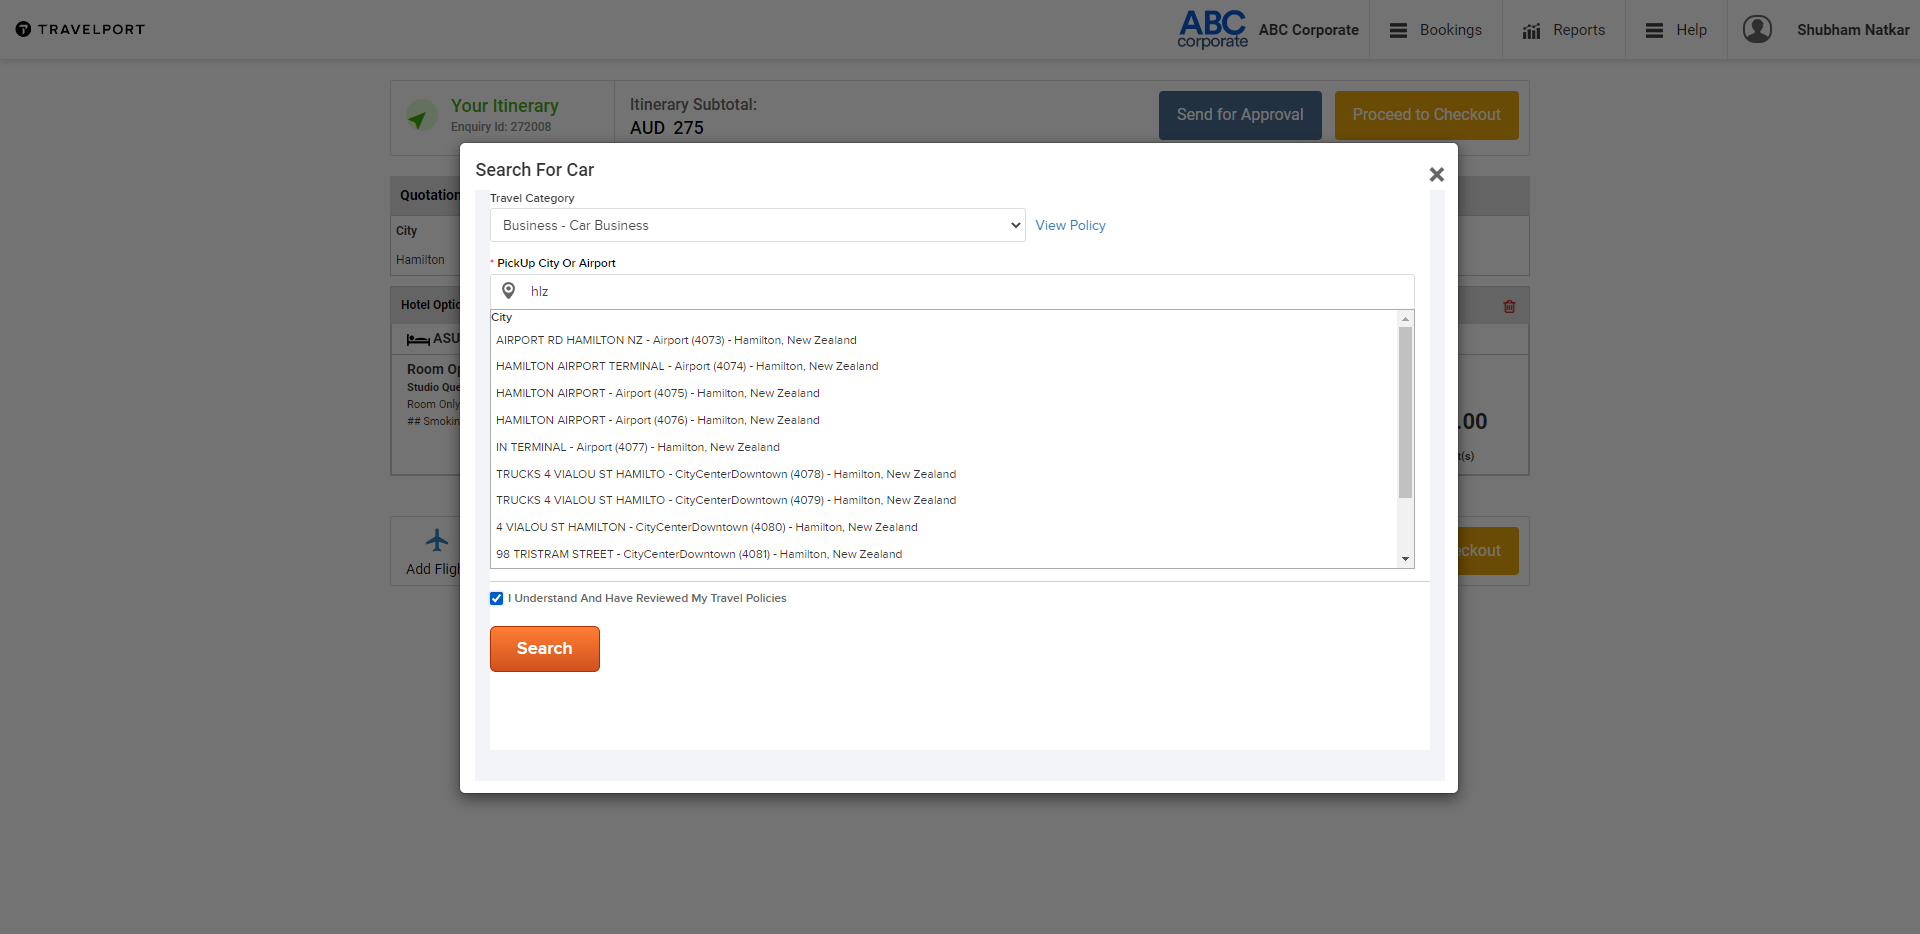 TRAVELPORT
ABC
corporate
ABC Corporate
Bookings
Reports
Help
Shubham Natkar
Your Itinerary
Enquiry Id: 272008
Itinerary Subtotal:
AUD 275
Send for Approval
Proceed to Checkout
Quotation
City
Hamilton
Hotel Optio
ASU
Room Op
Studio Que
Room Only
## Smokin
.00
t(s)
Add Fligh
eckout
Search For Car
Travel Category
Business - Car Business
View Policy
* PickUp City Or Airport
hlz
City
AIRPORT RD HAMILTON NZ - Airport (4073) - Hamilton, New Zealand
HAMILTON AIRPORT TERMINAL - Airport (4074) - Hamilton, New Zealand
HAMILTON AIRPORT - Airport (4075) - Hamilton, New Zealand
HAMILTON AIRPORT - Airport (4076) - Hamilton, New Zealand
IN TERMINAL - Airport (4077) - Hamilton, New Zealand
TRUCKS 4 VIALOU ST HAMILTO - CityCenterDowntown (4078) - Hamilton, New Zealand
TRUCKS 4 VIALOU ST HAMILTO - CityCenterDowntown (4079) - Hamilton, New Zealand
4 VIALOU ST HAMILTON - CityCenterDowntown (4080) - Hamilton, New Zealand
98 TRISTRAM STREET - CityCenterDowntown (4081) - Hamilton, New Zealand
I Understand And Have Reviewed My Travel Policies
Search